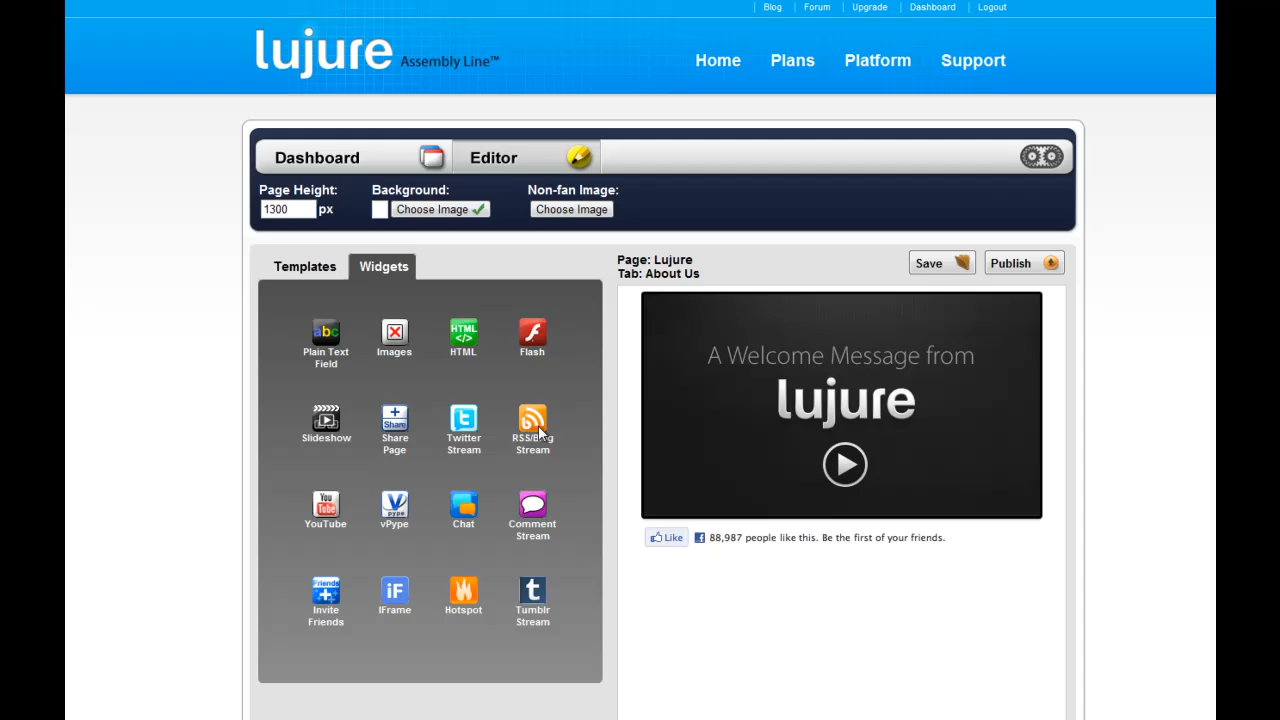 Blog Forum Upgrade Dashboard Logout
lujure Assembly Line™
Home Plans Platform Support
Dashboard Editor
Page Height: Background: Non-fan Image:
1300 px Choose Image Choose Image
Templates Widgets
Page: Lujure
Tab: About Us
Save Publish
abc
HTML
</>
Plain Text
Field
Images
HTML
Flash
Share
Slideshow
Share
Page
Twitter
Stream
Stream
You
Tube
V
pype
YouTube
vPype
Chat
Comment
Stream
Friends
iF
t
Invite
Friends
IFrame
Hotspot
Tumblr
Stream
A Welcome Message from
lujure
Like 88,987 people like this. Be the first of your friends.